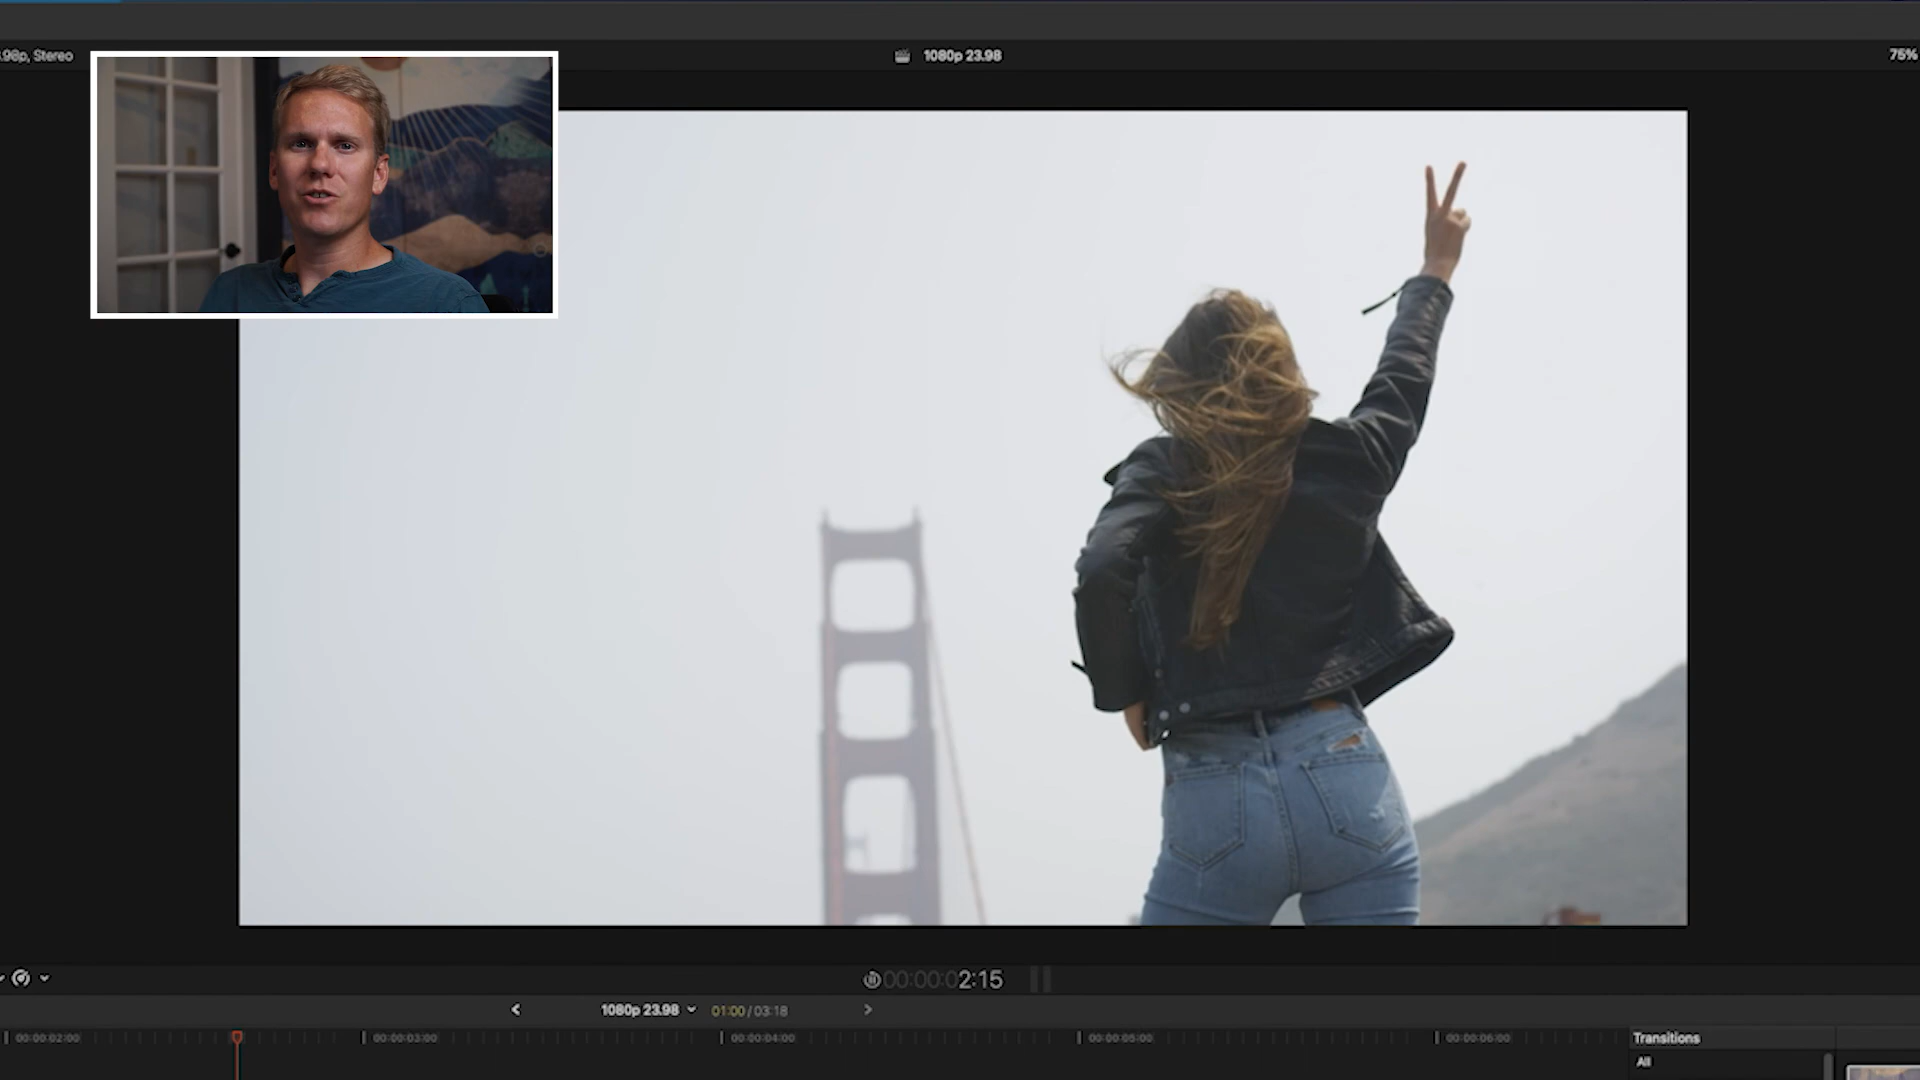 .98p, Stereo
1080p 23.98
75%
00:00:02:15
1080p 23.98
01:00 / 03:18
00:00:02:00
00:00:03:00
00:00:04:00
00:00:05:00
00:00:06:00
Transitions
All